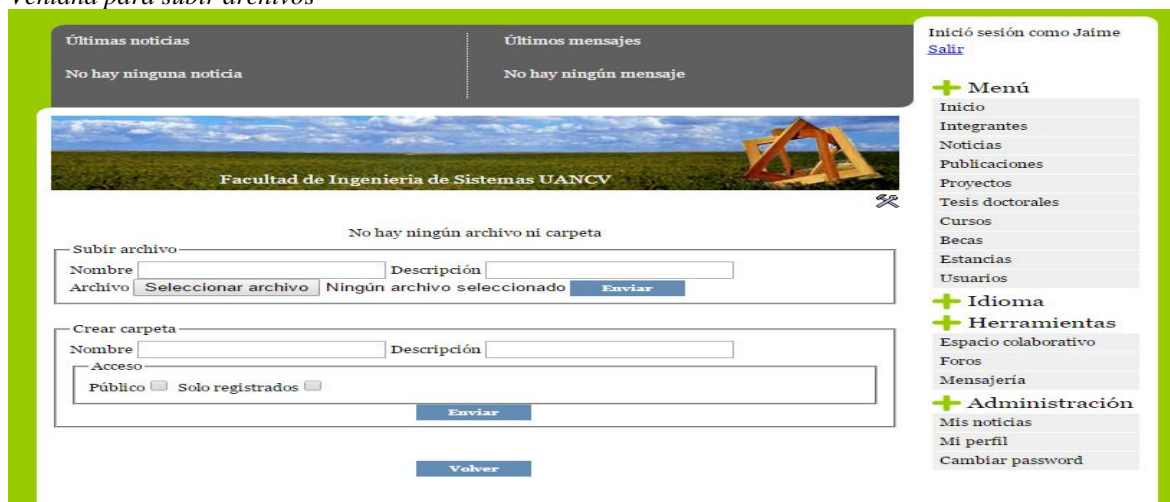 Ventana para subir archivos
Últimas noticias
No hay ninguna noticia
Últimos mensajes
No hay ningún mensaje
Inició sesión como Jaime
Salir
Menú
Inicio
Integrantes
Noticias
Publicaciones
Proyectos
Tesis doctorales
Cursos
Becas
Estancias
Usuarios
Idioma
Herramientas
Espacio colaborativo
Foros
Mensajería
Administración
Mis noticias
Mi perfil
Cambiar password
Facultad de Ingenieria de Sistemas UANCV
No hay ningún archivo ni carpeta
Subir archivo
Nombre Descripción
Archivo Seleccionar archivo Ningún archivo seleccionado Enviar
Crear carpeta
Nombre Descripción
Acceso
Público Solo registrados
Enviar
Volver